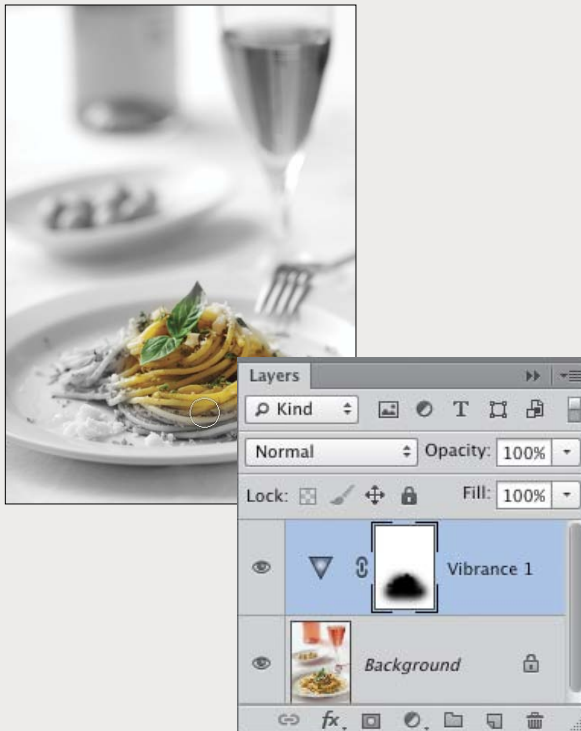 Layers
Kind
T
Normal
Opacity: 100%
Lock:
Fill: 100%
Vibrance 1
Background
fx